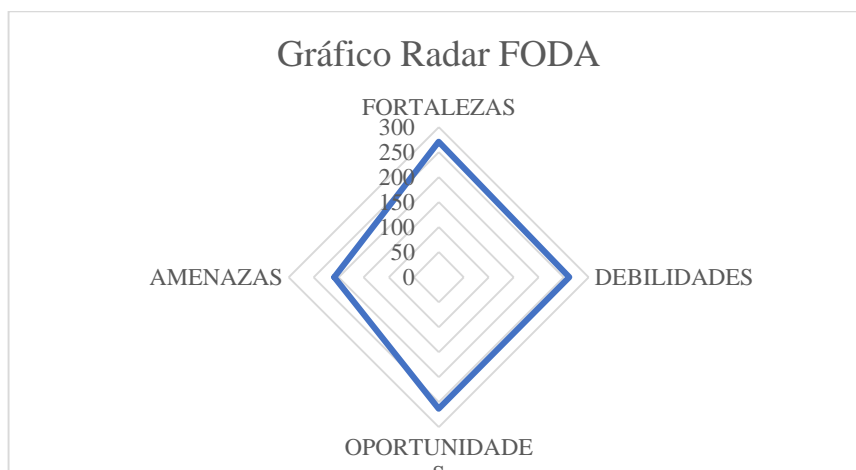 Gráfico Radar FODA
FORTALEZAS
300
250
200
150
100
50
0
AMENAZAS
DEBILIDADES
OPORTUNIDADE
S